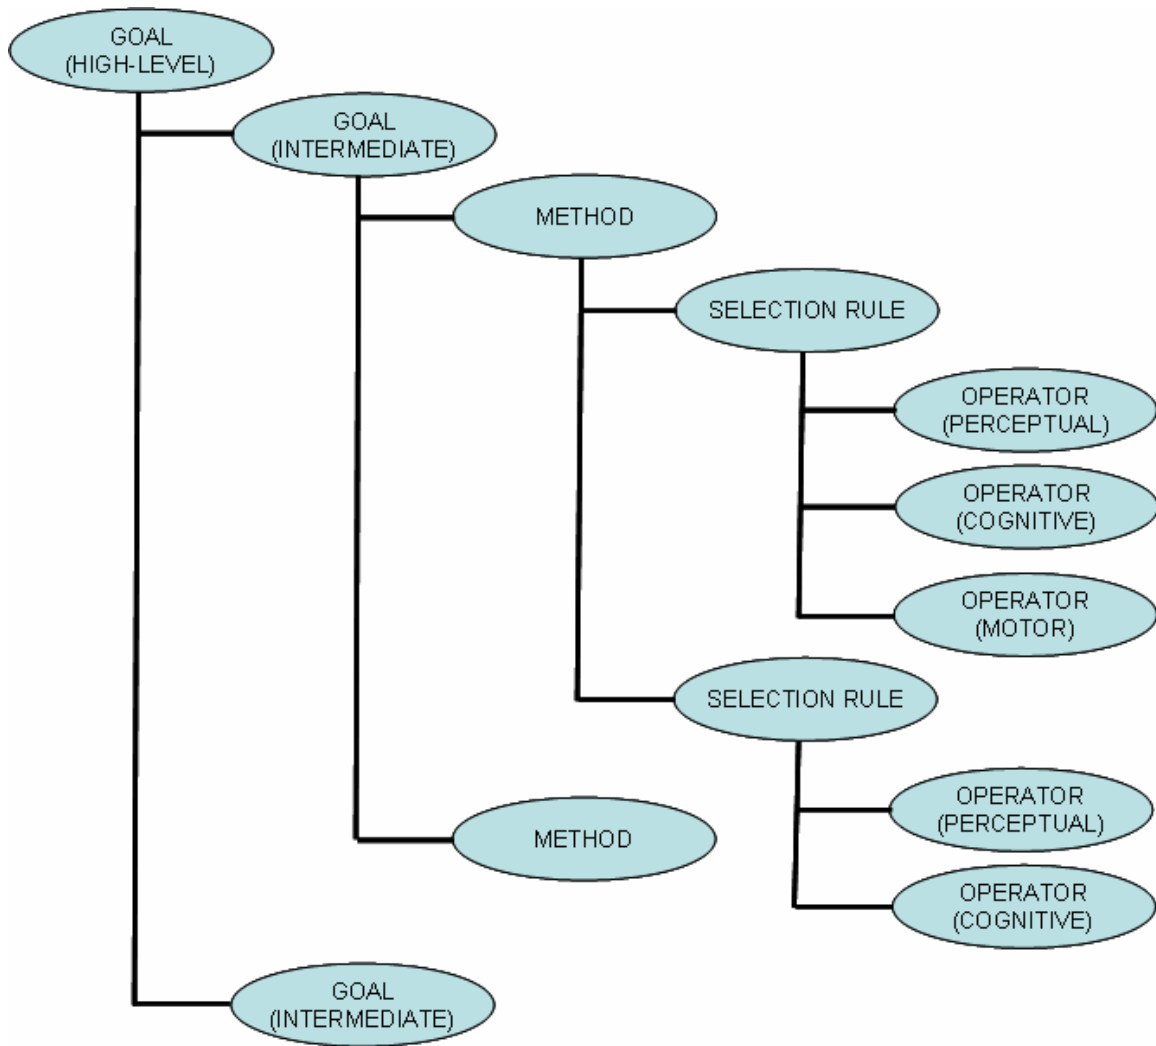 GOAL
(HIGH-LEVEL)
GOAL
(INTERMEDIATE)
METHOD
SELECTION RULE
OPERATOR
(PERCEPTUAL)
OPERATOR
(COGNITIVE)
OPERATOR
(MOTOR)
SELECTION RULE
OPERATOR
(PERCEPTUAL)
METHOD
OPERATOR
(COGNITIVE)
GOAL
(INTERMEDIATE)